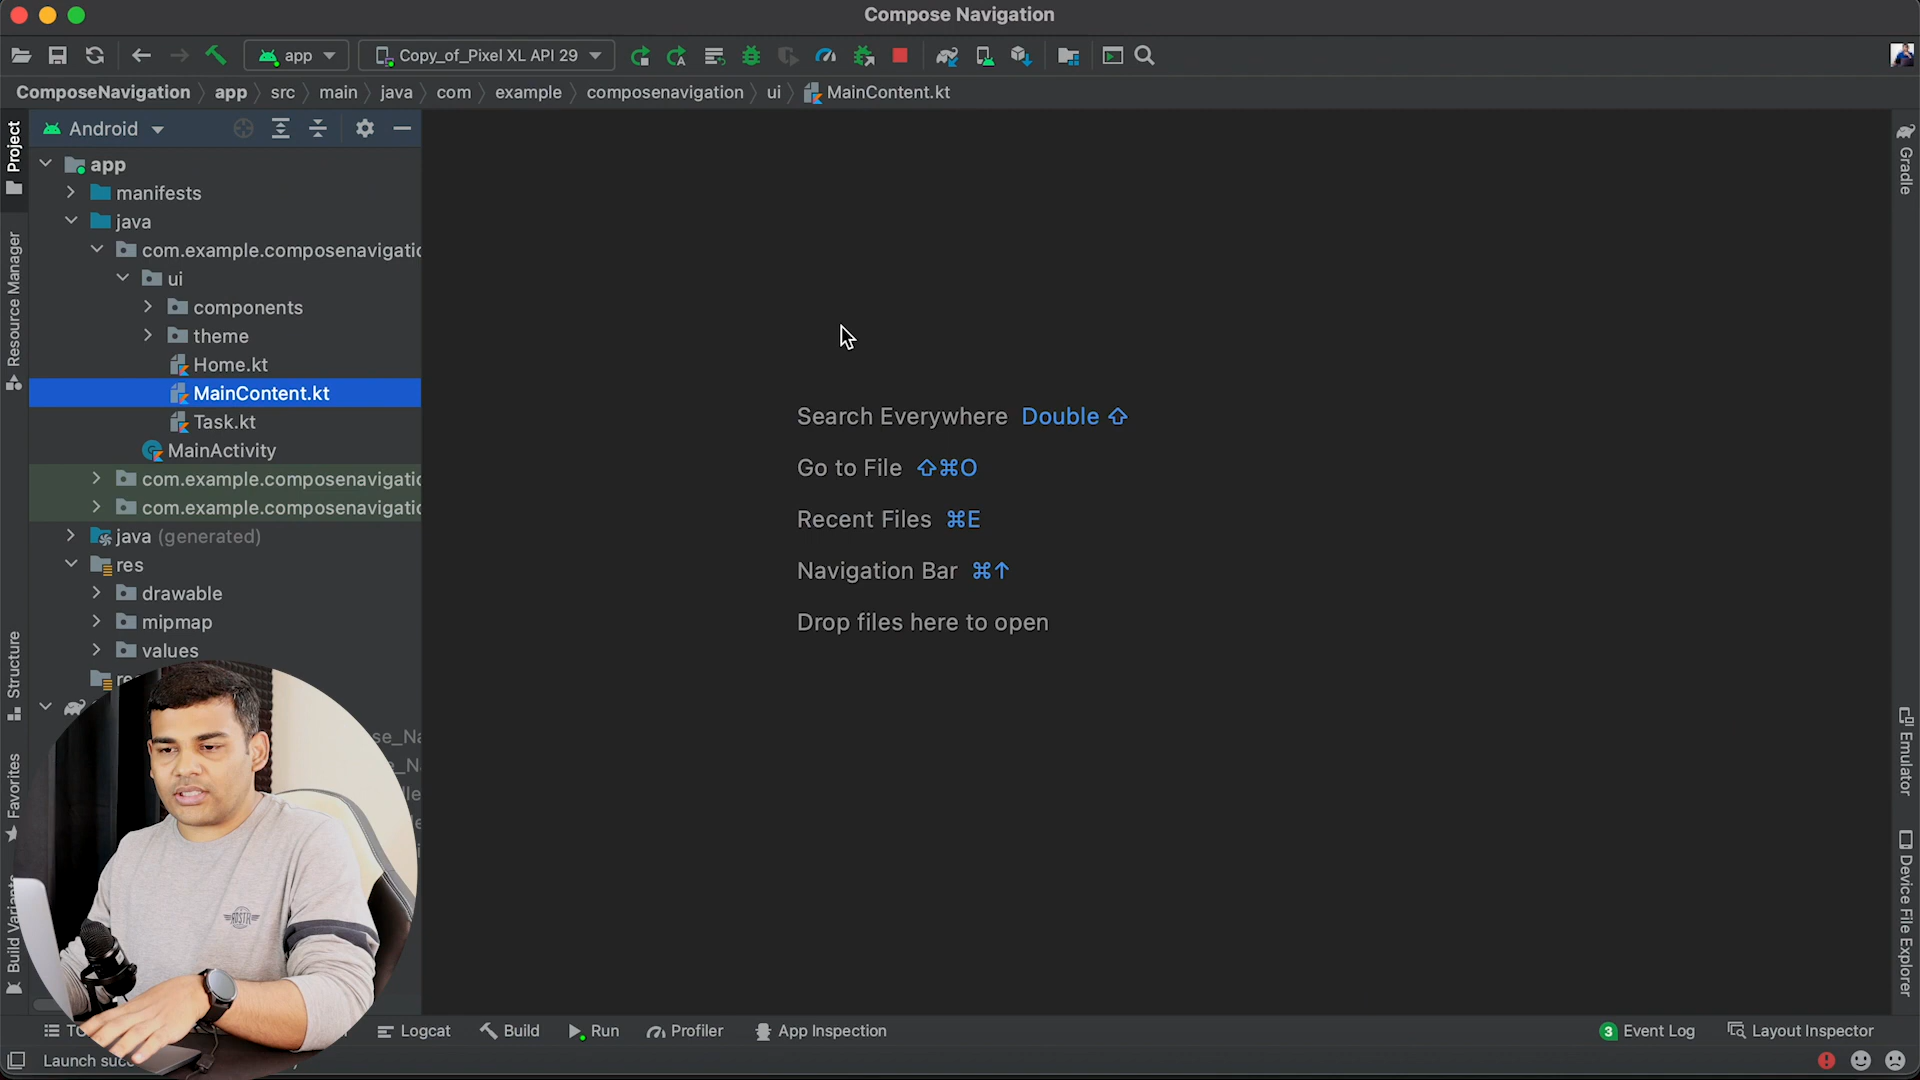 Compose Navigation
app
Copy_of_Pixel XL API 29
ComposeNavigation
app
src
main
java
com
example
composenavigation
ui
MainContent.kt
Project
Resource Manager
Structure
Favorites
Android
app
manifests
java
com.example.composenavigatic
ui
components
theme
Home.kt
MainContent.kt
Task.kt
MainActivity
com.example.composenavigatic
com.example.composenavigatic
java (generated)
res
drawable
mipmap
values
Search Everywhere Double ⇧
Go to File ⇧⌘O
Recent Files ⌘E
Navigation Bar ⌘↑
Drop files here to open
Gradle
Emulator
Device File Explorer
Build
Logcat
Build
Run
Profiler
App Inspection
3 Event Log
Layout Inspector
Launch